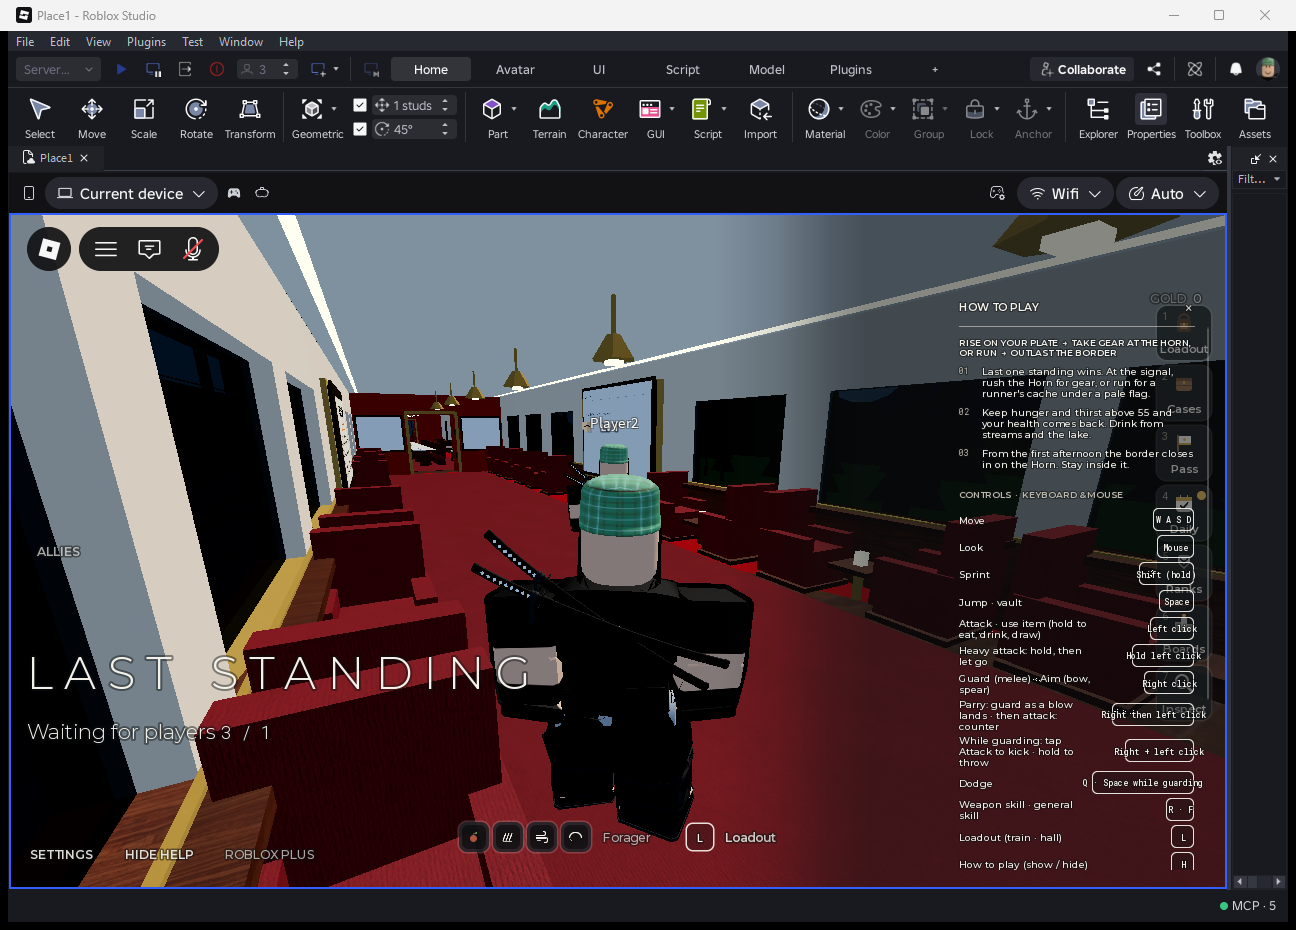 Place1 - Roblox Studio
File Edit View Plugins Test Window Help
Server... 3 Home Avatar UI Script Model Plugins + Collaborate
1 studs
45°
Select Move Scale Rotate Transform Geometric Part Terrain Character GUI Script Import Material Color Group Lock Anchor Explorer Properties Toolbox Assets
Place1
Filt...
Current device Wifi Auto
GOLD 0
HOW TO PLAY
1
Loadout
RISE ON YOUR PLATE → TAKE GEAR AT THE HORN,
OR RUN → OUTLAST THE BORDER
01 Last one standing wins. At the signal,
rush the Horn for gear, or run for a
runner's cache under a pale flag.
2
Cases
02 Keep hunger and thirst above 55 and
your health comes back. Drink from
streams and the lake.
3
Pass
03 From the first afternoon the border closes
in on the Horn. Stay inside it.
Player2
CONTROLS · KEYBOARD & MOUSE
4
Daily
Move W A S D
Look Mouse
Sprint Shift (hold)
Ranks
Jump · vault Space
Attack · use item (hold to
eat, drink, draw) Left click
Boards
Heavy attack: hold, then
let go Hold left click
Guard (melee) · Aim (bow,
spear) Right click
Parry: guard as a blow
lands · then attack:
counter Right · then left click
Inspect
While guarding: tap
Attack to kick · hold to
throw Right + left click
Dodge Q · Space while guarding
Weapon skill · general
skill R · F
Loadout (train · hall) L
How to play (show / hide) H
ALLIES
LAST STANDING
Waiting for players 3 / 1
Forager L Loadout
SETTINGS HIDE HELP ROBLOX PLUS
MCP · 5